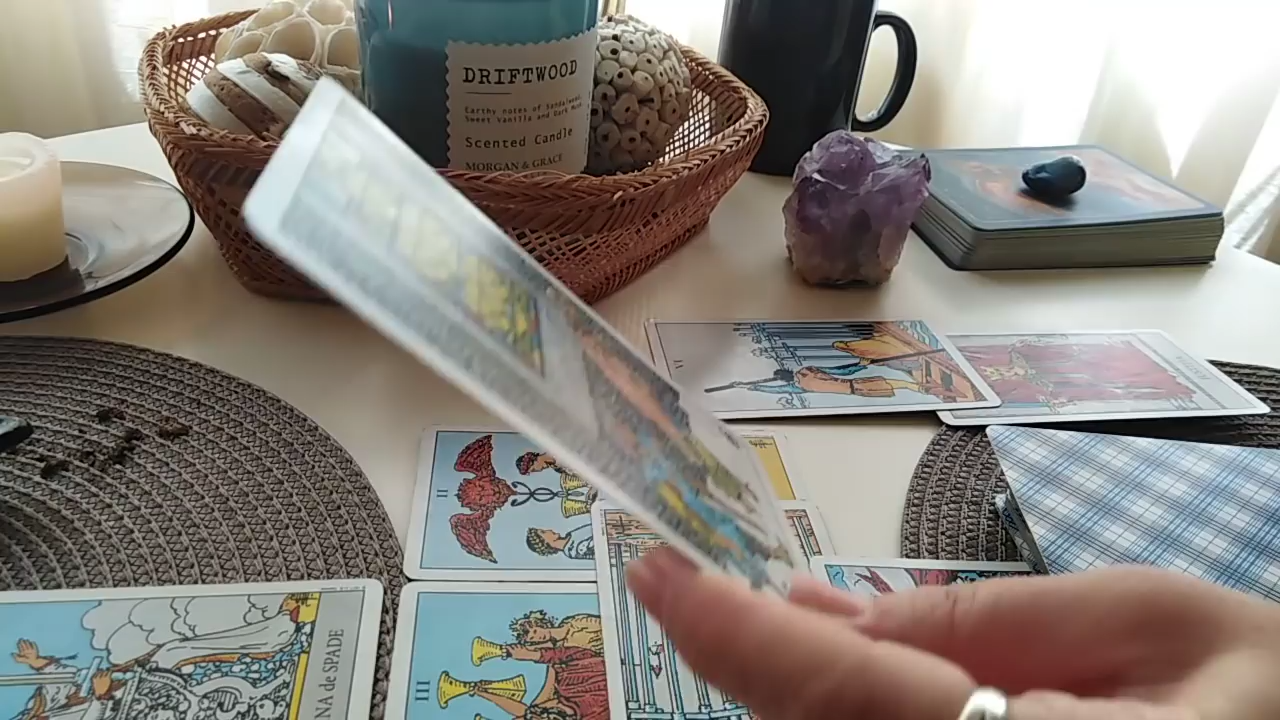 DRIFTWOOD
Earthy notes of Sandalwood,
Sweet Vanilla and Dark Musk
Scented Candle
MORGAN & GRACE
VI
II
III
NA de SPADE